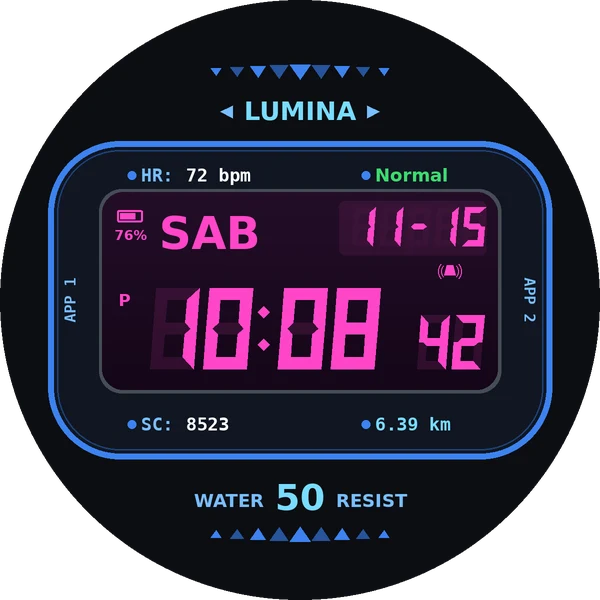 ◄ LUMINA ►
HR: 72 bpm
Normal
76%
SAB
11-15
P
10:08
42
APP 1
APP 2
SC: 8523
6.39 km
WATER 50 RESIST